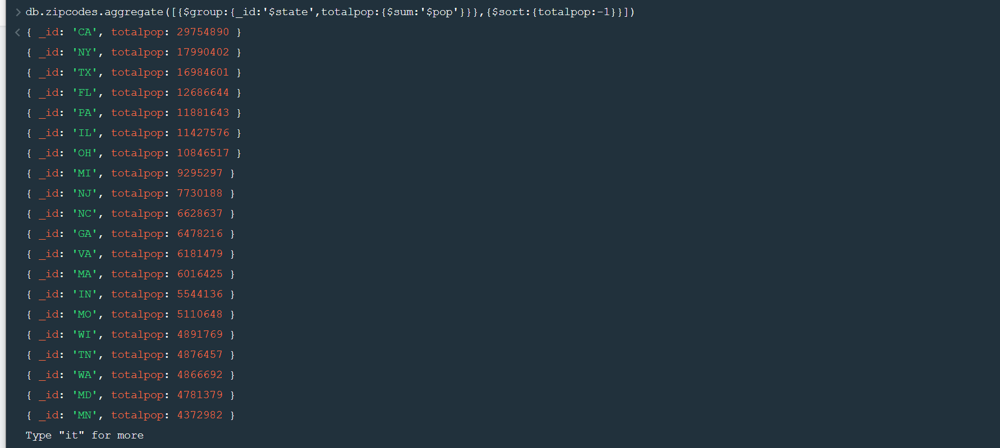 > db.zipcodes.aggregate([{$group:{_id:'$state',totalpop:{$sum:'$pop'}}},{$sort:{totalpop:-1}}])
< { _id: 'CA', totalpop: 29754890 }
{ _id: 'NY', totalpop: 17990402 }
{ _id: 'TX', totalpop: 16984601 }
{ _id: 'FL', totalpop: 12686644 }
{ _id: 'PA', totalpop: 11881643 }
{ _id: 'IL', totalpop: 11427576 }
{ _id: 'OH', totalpop: 10846517 }
{ _id: 'MI', totalpop: 9295297 }
{ _id: 'NJ', totalpop: 7730188 }
{ _id: 'NC', totalpop: 6628637 }
{ _id: 'GA', totalpop: 6478216 }
{ _id: 'VA', totalpop: 6181479 }
{ _id: 'MA', totalpop: 6016425 }
{ _id: 'IN', totalpop: 5544136 }
{ _id: 'MO', totalpop: 5110648 }
{ _id: 'WI', totalpop: 4891769 }
{ _id: 'TN', totalpop: 4876457 }
{ _id: 'WA', totalpop: 4866692 }
{ _id: 'MD', totalpop: 4781379 }
{ _id: 'MN', totalpop: 4372982 }
Type "it" for more